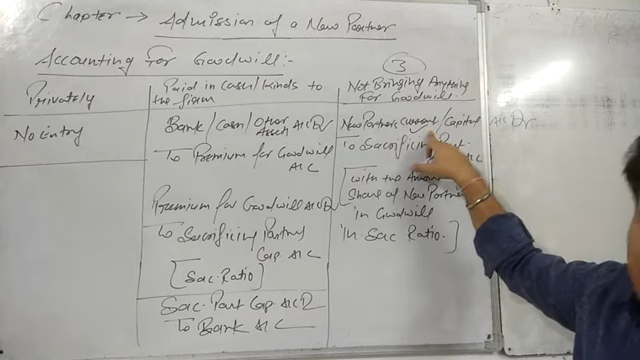 Chapter → Admission of a New Partner
Accounting For Goodwill :-
Privately
No Entry
Paid in Cash/Kinds to
the firm
Bank/Cash/Other
Assets A/C Dr
To Premium for Goodwill
A/C
Premium for Goodwill A/C Dr
To Sacrificing Partners
Cap. A/C
[Sac. Ratio]
Sac. Part Cap. A/C D
To Bank A/C
3
Not Bringing Anything
For Goodwill.
New Partners current/Capital A/C Dr
To Sacrificing Part.
A/C
[with the
Share of New Partner
in Goodwill
in Sac Ratio.]